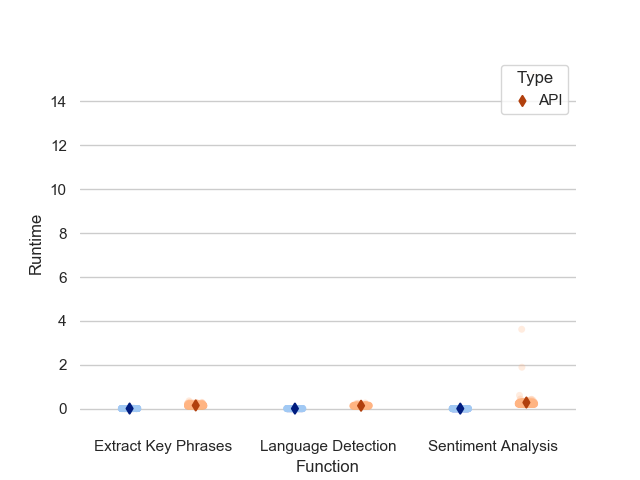 Type
API
14
12
10
8
6
4
2
0
Runtime
Extract Key Phrases Language Detection Sentiment Analysis
Function